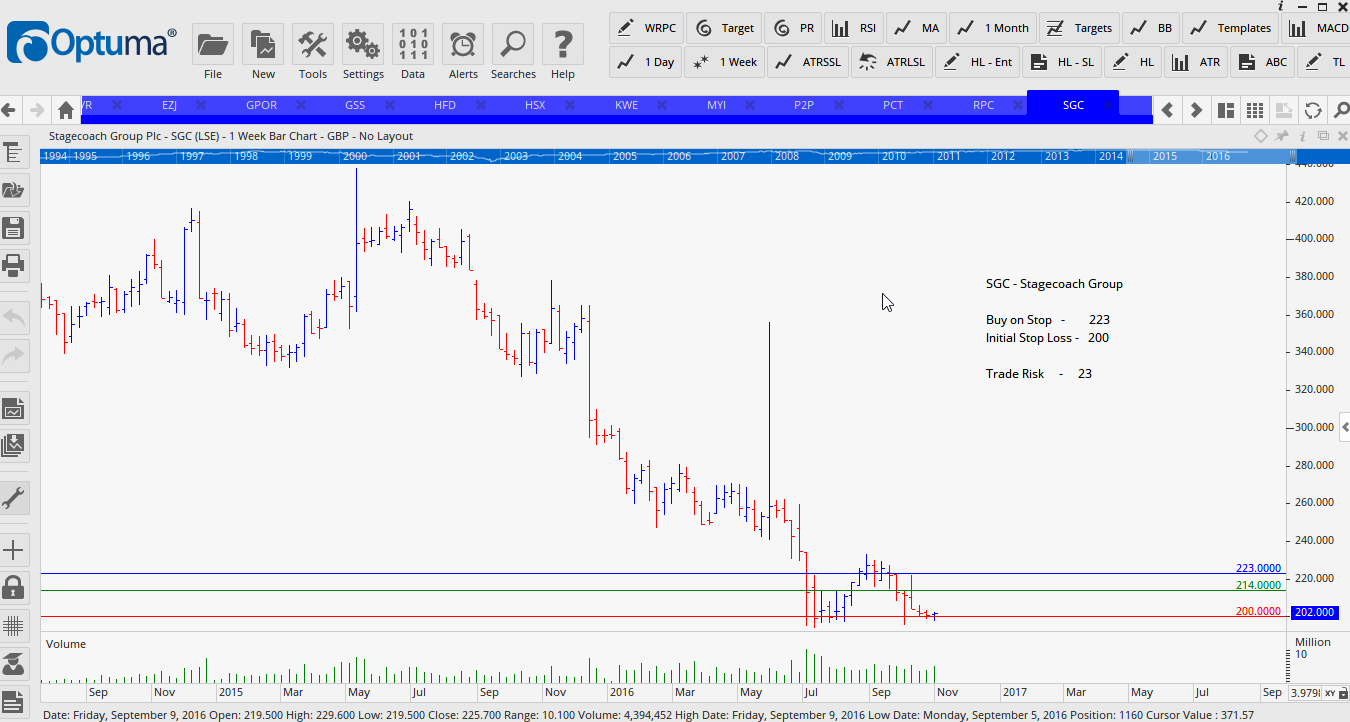 i
Optuma®
File
New
Tools
Settings
101
010
111
Data
Alerts
Searches
?
Help
WRPC
Target
PR
RSI
MA
1 Month
Targets
BB
Templates
MACD
1 Day
1 Week
ATRSSL
ATRLSL
HL - Ent
HL - SL
HL
ATR
ABC
TL
EZJ
GPOR
GSS
HFD
HSX
KWE
MYI
P2P
PCT
RPC
SGC
Stagecoach Group Plc - SGC (LSE) - 1 Week Bar Chart - GBP - No Layout
1994 1995 1996 1997 1998 1999 2000 2001 2002 2003 2004 2005 2006 2007 2008 2009 2010 2011 2012 2013 2014 2015 2016
440.000
420.000
400.000
380.000
360.000
340.000
320.000
300.000
280.000
260.000
240.000
220.000
SGC - Stagecoach Group
Buy on Stop - 223
Initial Stop Loss - 200
Trade Risk - 23
223.0000
214.0000
200.0000
202.000
Volume
Million
10
Sep Nov 2015 Mar May Jul Sep Nov 2016 Mar May Jul Sep Nov 2017 Mar May Jul Sep
3.979 XY
Date: Friday, September 9, 2016 Open: 219.500 High: 229.600 Low: 219.500 Close: 225.700 Range: 10.100 Volume: 4,394,452 High Date: Friday, September 9, 2016 Low Date: Monday, September 5, 2016 Position: 1160 Cursor Value : 371.57